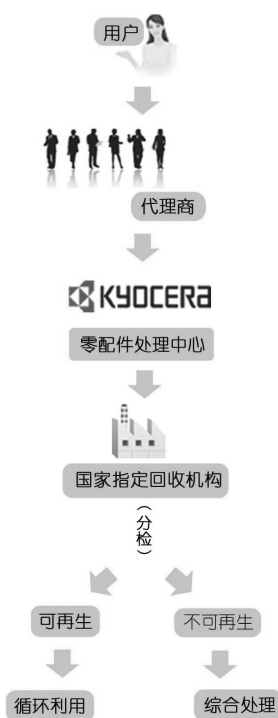 用户
代理商
KYOCERA
零配件处理中心
国家指定回收机构
（分检）
可再生
不可再生
循环利用
综合处理